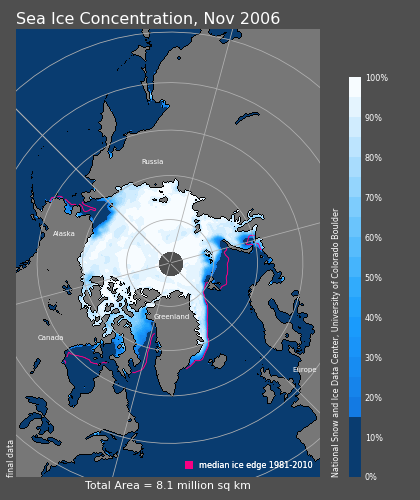 Sea Ice Concentration, Nov 2006
Russia
Alaska
Greenland
Canada
Europe
median ice edge 1981-2010
Total Area = 8.1 million sq km
final data
100%
90%
80%
70%
60%
50%
40%
30%
20%
10%
0%
National Snow and Ice Data Center, University of Colorado Boulder